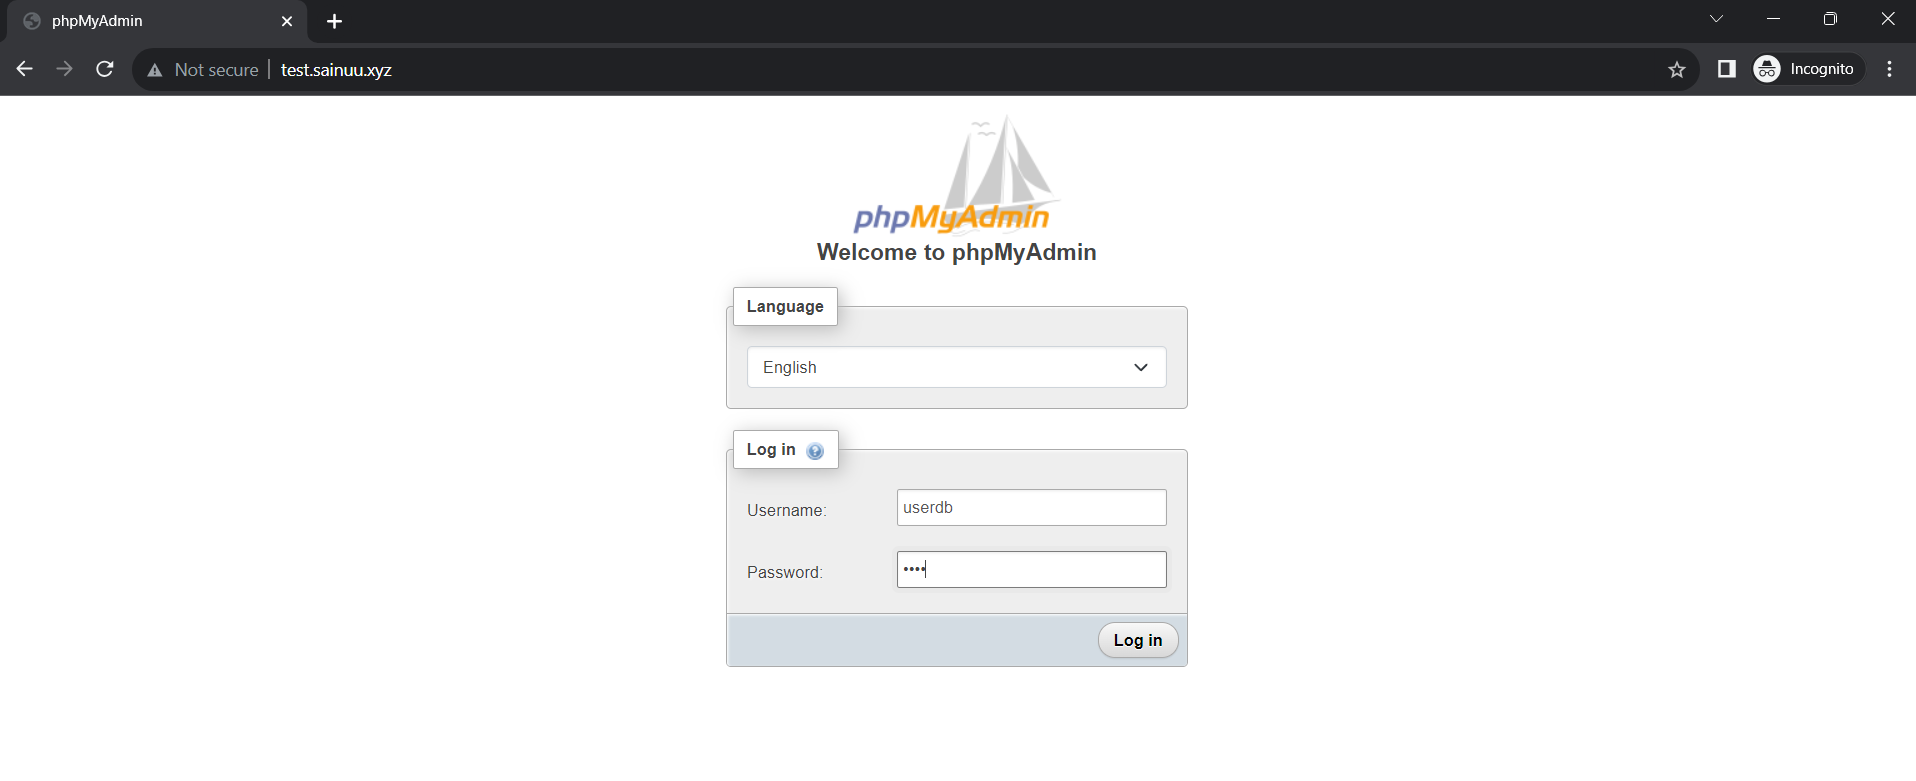 phpMyAdmin
Not secure test.sainuu.xyz
Incognito
phpMyAdmin
Welcome to phpMyAdmin
Language
English
Log in
Username: userdb
Password: ••••
Log in